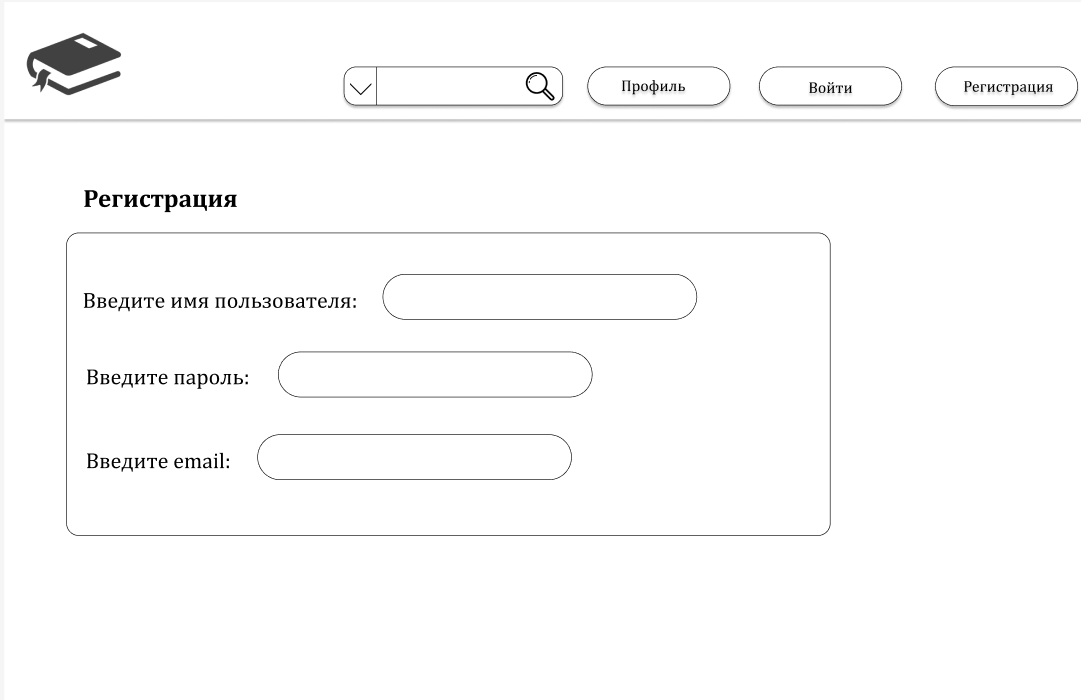 Профиль
Войти
Регистрация
Регистрация
Введите имя пользователя:
Введите пароль:
Введите email: